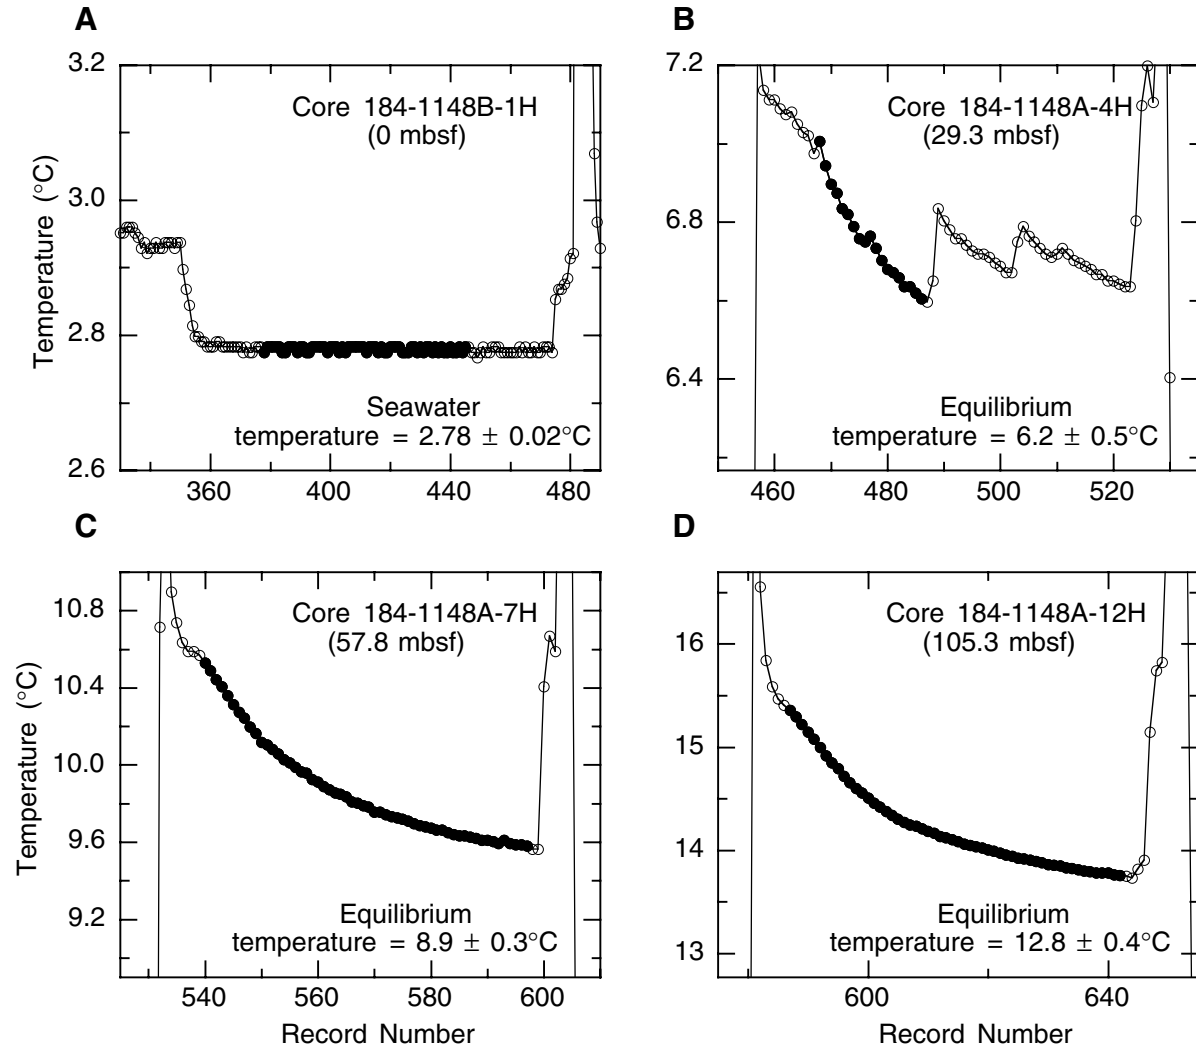 A
3.2
3.0
2.8
2.6
Temperature (°C)
Core 184-1148B-1H
(0 mbsf)
Seawater
temperature = 2.78 ± 0.02°C
360 400 440 480
B
7.2
6.8
6.4
Core 184-1148A-4H
(29.3 mbsf)
Equilibrium
temperature = 6.2 ± 0.5°C
460 480 500 520
C
10.8
10.4
10.0
9.6
9.2
Temperature (°C)
Core 184-1148A-7H
(57.8 mbsf)
Equilibrium
temperature = 8.9 ± 0.3°C
540 560 580 600
Record Number
D
16
15
14
13
Core 184-1148A-12H
(105.3 mbsf)
Equilibrium
temperature = 12.8 ± 0.4°C
600 640
Record Number